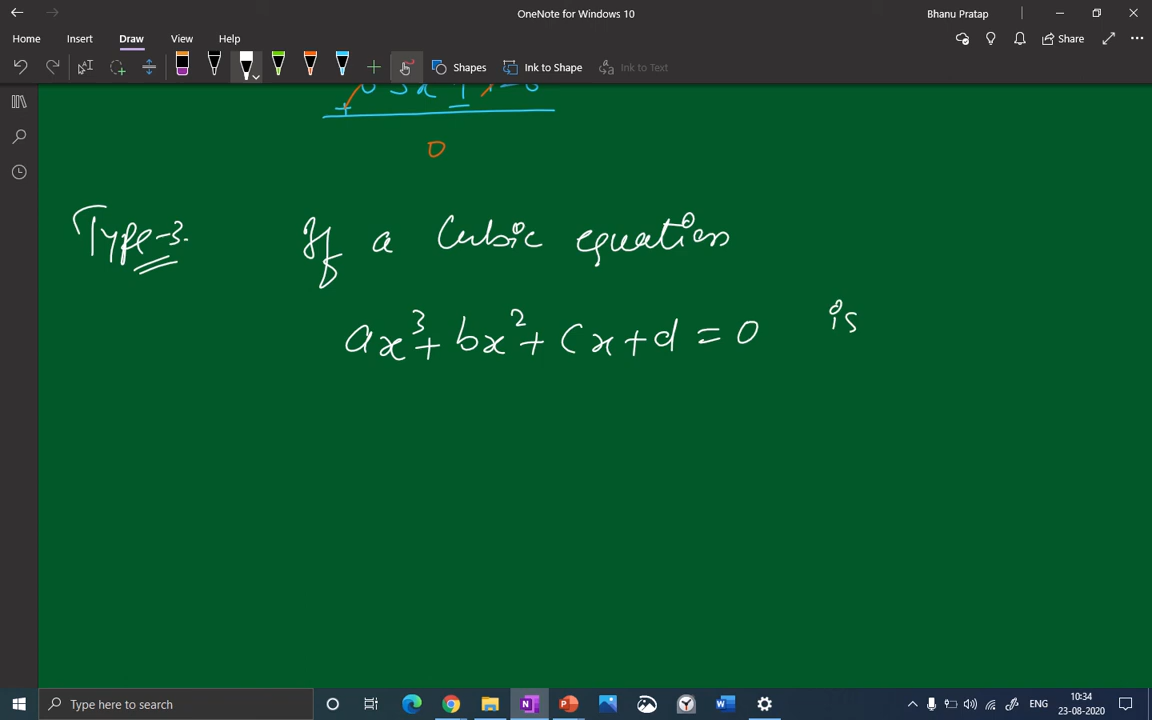 OneNote for Windows 10
Bhanu Pratap
Home Insert Draw View Help
Share
Shapes Ink to Shape Ink to Text
0
Type-3. If a Cubic equation
ax³ + bx² + cx + d = 0 is
Type here to search
ENG
10:34
23-08-2020